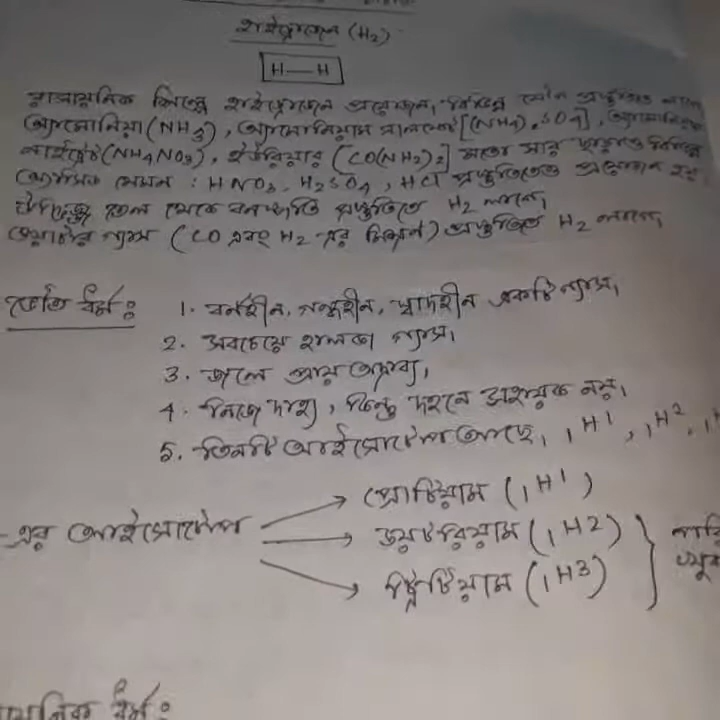 হাইড্রোজেন (H₂)
H—H
রাসায়নিক শিল্পে হাইড্রোজেন প্রয়োজন, বিভিন্ন যৌগ প্রস্তুতিতে লাগে
অ্যামোনিয়া (NH₃), অ্যামোনিয়াম সালফেট [(NH₄)₂SO₄], অ্যামোনিয়াম
নাইট্রেট (NH₄NO₃), ইউরিয়ার [CO(NH₂)₂] মতো সার ছাড়াও বিভিন্ন
অ্যাসিড যেমন : HNO₃, H₂SO₄, HCl প্রস্তুতিতেও প্রয়োজন হয়,
তেল থেকে বনস্পতি প্রস্তুতিতে H₂ লাগে,
ওয়াটার গ্যাস (CO এবং H₂-এর মিশ্রণ) প্রস্তুতিতে H₂ লাগে,
ভৌত ধর্ম :
1. বর্ণহীন, গন্ধহীন, স্বাদহীন একটি গ্যাস,
2. সবচেয়ে হালকা গ্যাস,
3. জলে প্রায় অদ্রাব্য,
4. নিজে দাহ্য, কিন্তু দহনে সহায়ক নয়,
5. তিনটি আইসোটোপ আছে, ₁H¹, ₁H²,
-এর আইসোটোপ
প্রোটিয়াম (₁H¹)
ডয়টেরিয়াম (₁H2)
ট্রিটিয়াম (₁H3)
ধর্ম :